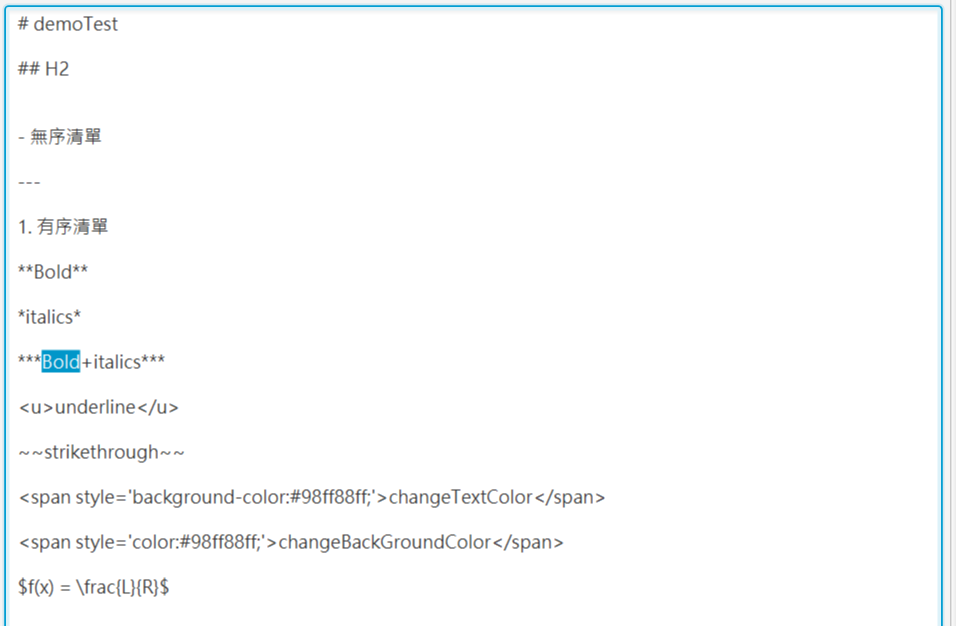 # demoTest
## H2
- 無序清單
---
1. 有序清單
**Bold**
*italics*
***Bold+italics***
<u>underline</u>
~~strikethrough~~
<span style='background-color:#98ff88ff;'>changeTextColor</span>
<span style='color:#98ff88ff;'>changeBackGroundColor</span>
$f(x) = \frac{L}{R}$